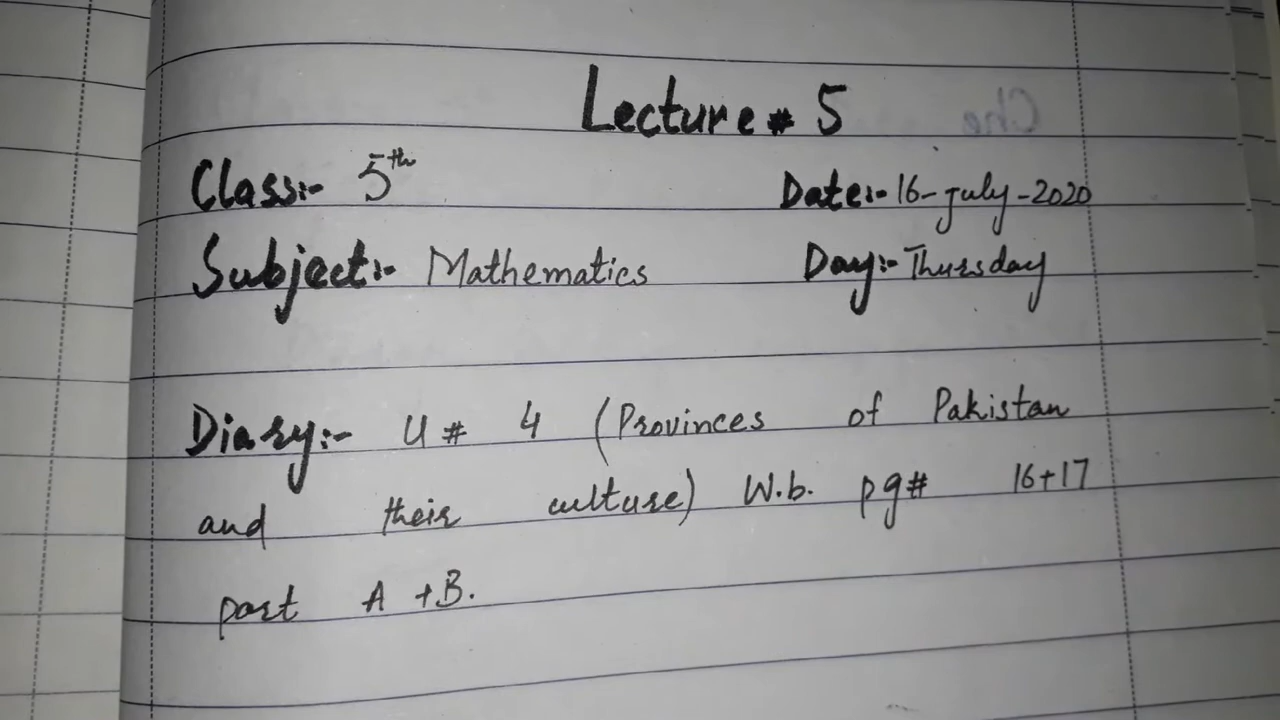 Lecture # 5
Class:- 5th Date:- 16-july-2020
Subject:- Mathematics Day:- Thursday
Diary:- U # 4 (Provinces of Pakistan
and their culture) W.b. pg# 16+17
part A +B.